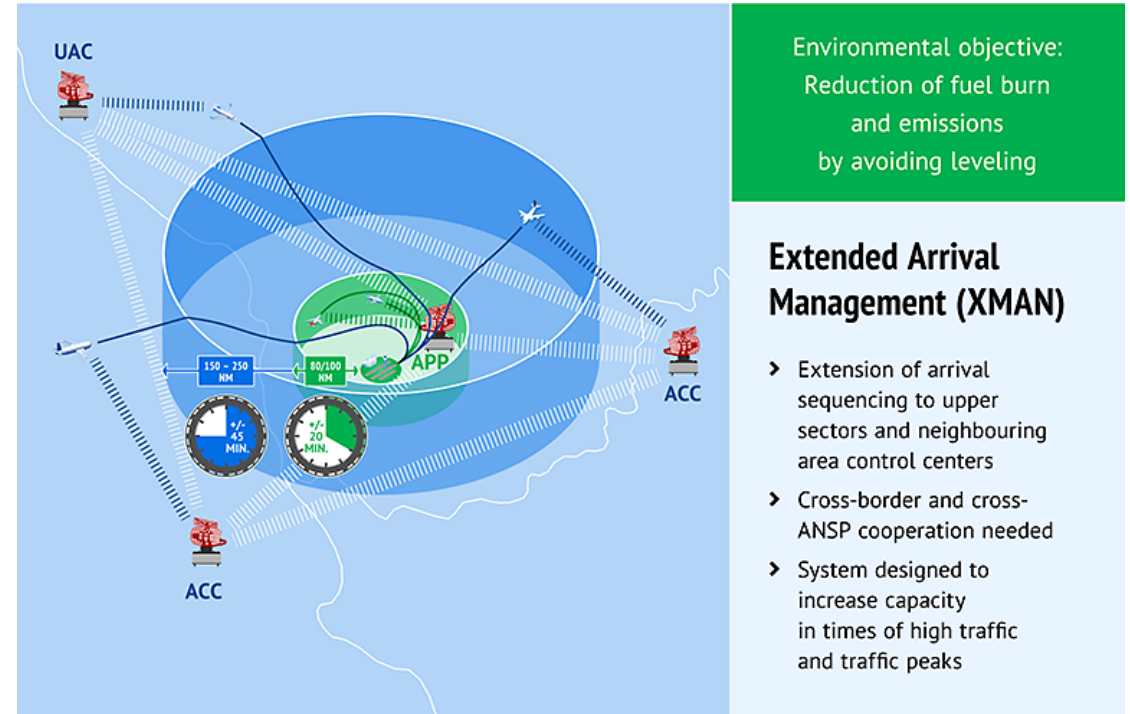 UAC
APP
ACC
ACC
150 – 250
NM
80/100
NM
+/-
45
MIN.
+/-
20
MIN.
Environmental objective:
Reduction of fuel burn
and emissions
by avoiding leveling
Extended Arrival
Management (XMAN)
Extension of arrival
sequencing to upper
sectors and neighbouring
area control centers
Cross-border and cross-
ANSP cooperation needed
System designed to
increase capacity
in times of high traffic
and traffic peaks